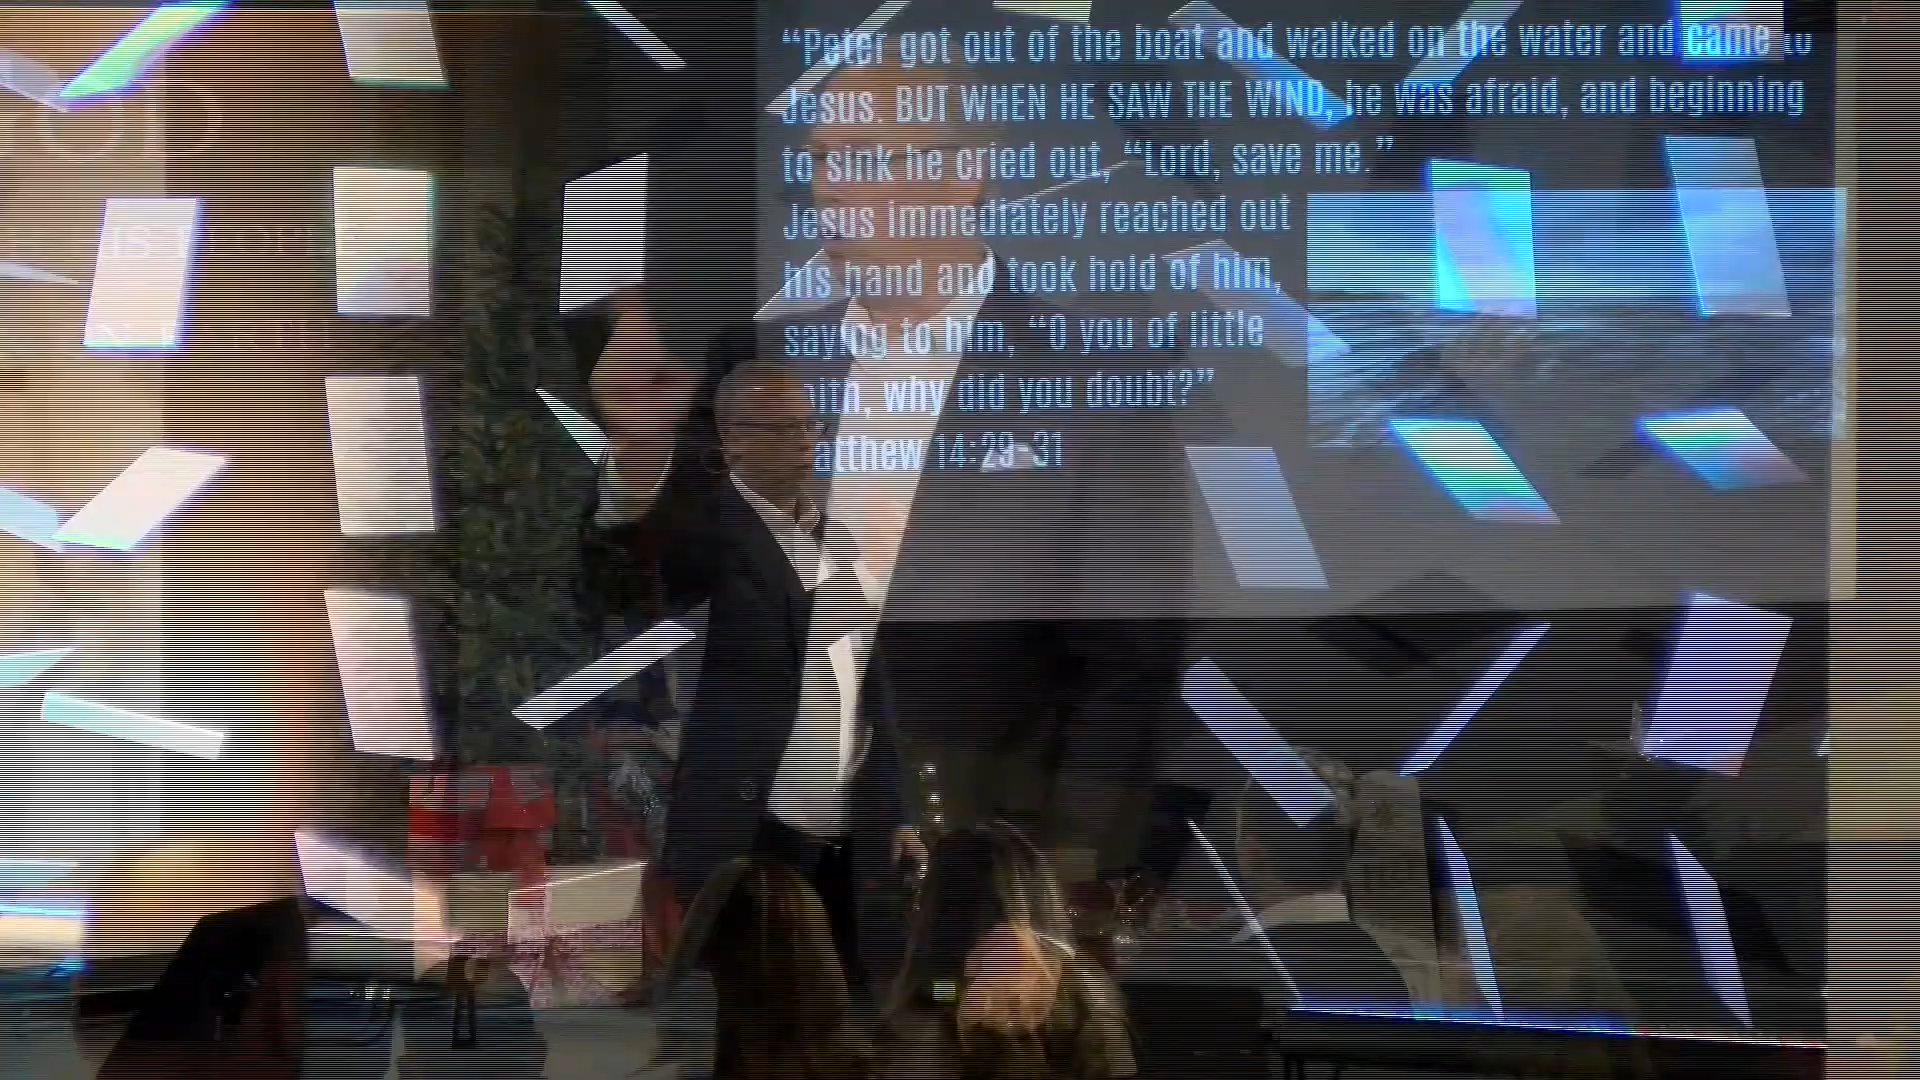 “Peter got out of the boat and walked on the water and came to
Jesus. BUT WHEN HE SAW THE WIND, he was afraid, and beginning
to sink he cried out, “Lord, save me.”
Jesus immediately reached out
his hand and took hold of him,
saying to him, “O you of little
faith, why did you doubt?”
Matthew 14:29-31